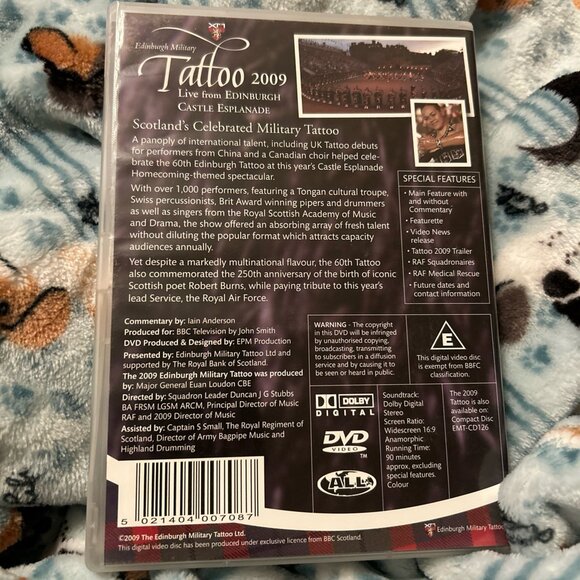 LX
Edinburgh Military
Tattoo 2009
Live from EDINBURGH
CASTLE ESPLANADE
Scotland's Celebrated Military Tattoo
A panoply of international talent, including UK Tattoo debuts
for performers from China and a Canadian choir helped cele-
brate the 60th Edinburgh Tattoo at this year's Castle Esplanade
Homecoming-themed spectacular.
With over 1,000 performers, featuring a Tongan cultural troupe,
Swiss percussionists, Brit Award winning pipers and drummers
as well as singers from the Royal Scottish Academy of Music
and Drama, the show offered an absorbing array of fresh talent
without diluting the popular format which attracts capacity
audiences annually.
Yet despite a markedly multinational flavour, the 60th Tattoo
also commemorated the 250th anniversary of the birth of iconic
Scottish poet Robert Burns, while paying tribute to this year's
lead Service, the Royal Air Force.
SPECIAL FEATURES
• Main Feature with
and without
Commentary
• Featurette
• Video News
release
• Tattoo 2009 Trailer
• RAF Squadronaires
• RAF Medical Rescue
• Future dates and
contact information
Commentary by: Iain Anderson
Produced for: BBC Television by John Smith
DVD Produced & Designed by: EPM Production
Presented by: Edinburgh Military Tattoo Ltd and
supported by The Royal Bank of Scotland.
The 2009 Edinburgh Military Tattoo was produced
by: Major General Euan Loudon CBE
Directed by: Squadron Leader Duncan J G Stubbs
BA FRSM LGSM ARCM, Principal Director of Music
RAF and 2009 Director of Music
Assisted by: Captain S Small, The Royal Regiment of
Scotland, Director of Army Bagpipe Music and
Highland Drumming
WARNING - The copyright
in this DVD will be infringed
by unauthorised copying,
broadcasting, transmitting
to subscribers in a diffusion
service and by causing it to
be seen or heard in public.
E
This digital video disc
is exempt from BBFC
classification.
DOLBY
DIGITAL
DVD
VIDEO
TM
ALL
Soundtrack:
Dolby Digital
Stereo
Screen Ratio:
Widescreen 16:9
Anamorphic
Running Time:
90 minutes
approx, excluding
special features.
Colour
The 2009
Tattoo is also
available on:
Compact Disc
EMT-CD126
5 021404 007087
©2009 The Edinburgh Military Tattoo Ltd.
This digital video disc has been produced under exclusive licence from BBC Scotland.
Edinburgh Military Tattoo